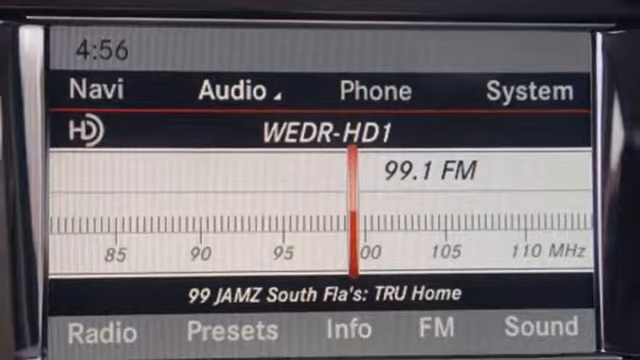 4:56
Navi Audio Phone System
HD WEDR-HD1
99.1 FM
85 90 95 00 105 110 MHz
99 JAMZ South Fla's: TRU Home
Radio Presets Info FM Sound